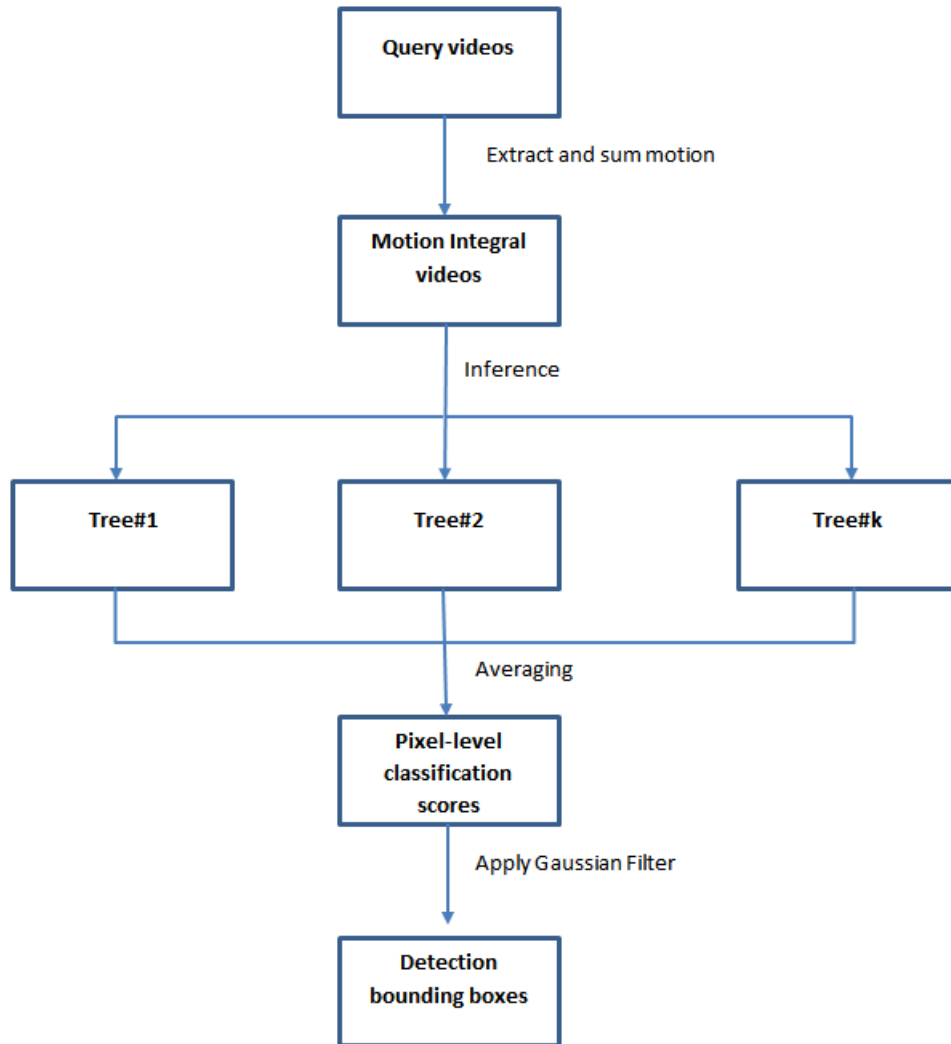 Query videos
Extract and sum motion
Motion Integral
videos
Inference
Tree#1
Tree#2
Tree#k
Averaging
Pixel-level
classification
scores
Apply Gaussian Filter
Detection
bounding boxes